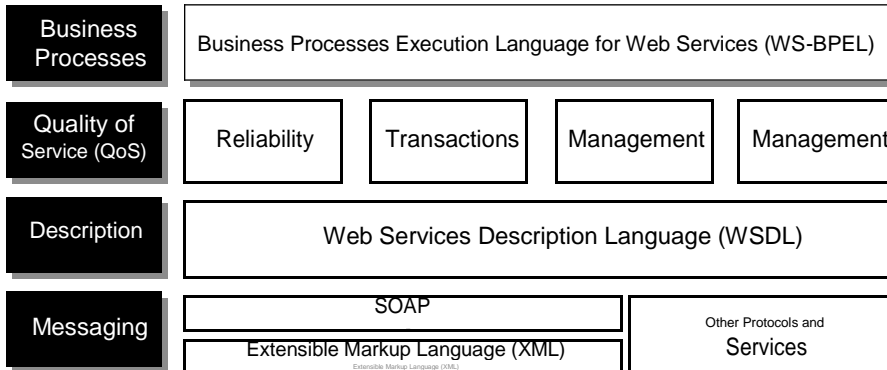 Business
Processes
Business Processes Execution Language for Web Services (WS-BPEL)
Quality of
Service (QoS)
Reliability
Transactions
Management
Management
Description
Web Services Description Language (WSDL)
Messaging
SOAP
Extensible Markup Language (XML)
Extensible Markup Language (XML)
Other Protocols and
Services